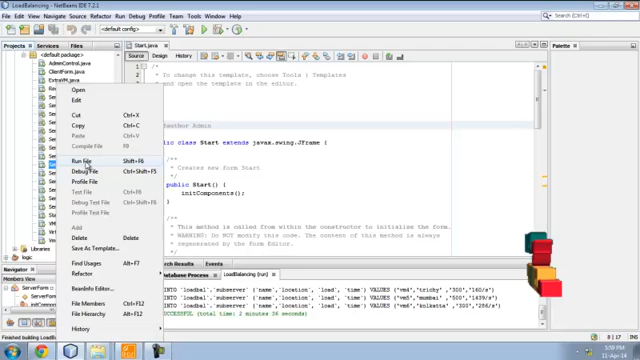 LoadBalancing - NetBeans IDE 7.2.1
File Edit View Navigate Source Refactor Run Debug Profile Team Tools Window Help
Search (Ctrl+I)
<default config>
Projects Services Files
Start.java
Palette
<default package>
AdminControl.java
ClientForm.java
ExtraVM.java
Source Design History
Open
Edit
Cut Ctrl+X
Copy Ctrl+C
Paste Ctrl+V
Compile File F9
Run File Shift+F6
Debug File Ctrl+Shift+F5
Profile File
Test File Ctrl+F6
Debug Test File Ctrl+Shift+F6
Profile Test File
Add
Delete Delete
Save As Template...
Find Usages Alt+F7
Refactor
BeanInfo Editor...
File Members Ctrl+F12
File Hierarchy Alt+F12
History
1 /*
* To change this template, choose Tools | Templates
* and open the template in the editor.
author Admin
lic class Start extends javax.swing.JFrame {
/**
* Creates new form Start
*/
public Start() {
initComponents();
}
/**
* This method is called from within the constructor to initialize the form.
* WARNING: Do NOT modify this code. The content of this method is always
* regenerated by the Form Editor.
Libraries
logic
Navigator
Members View
ServerForm
ServerForm
Search Results
Database Process LoadBalancing (run)
INTO `loadbal`.`subserver` (`name`,`location`,`load`,`time`) VALUES ("vm4",trichy',"300",'160/s')
INTO `loadbal`.`subserver` (`name`,`location`,`load`,`time`) VALUES ("vm5",mumbai',"300",'1439/s')
INTO `loadbal`.`subserver` (`name`,`location`,`load`,`time`) VALUES ("vm6",kolkatta',"300",'256/s')
SUCCESSFUL (total time: 2 minutes 36 seconds)
Finished building LoadBalancing
8 | 17
INS
5:09 PM
11-Apr-14